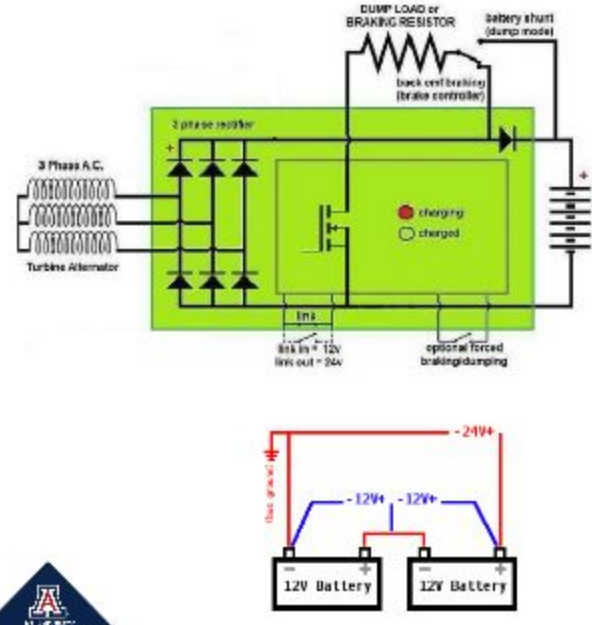 DUMP LOAD or
BRAKING RESISTOR
battery shunt
(dump mode)
back emf braking
(brake controller)
3 phase rectifier
+
3 Phase A.C.
Turbine Alternator
charging
charged
+
link
link in = 12v
link out = 24v
optional forced
braking/dumping
-24V+
(bus ground)
-12V+ -12V+
- +
- +
12V Battery
12V Battery
A